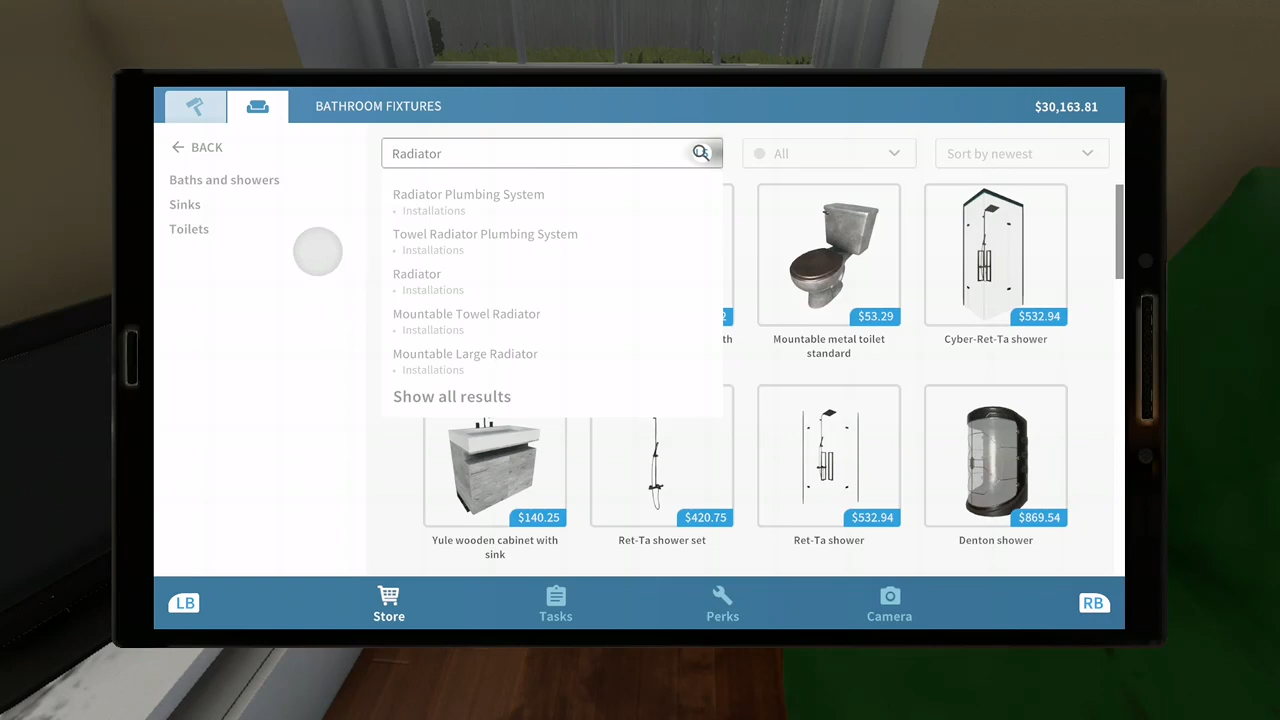 BATHROOM FIXTURES
$30,163.81
BACK
Baths and showers
Sinks
Toilets
Radiator
All
Sort by newest
Radiator Plumbing System
• Installations
Towel Radiator Plumbing System
• Installations
Radiator
• Installations
Mountable Towel Radiator
• Installations
Mountable Large Radiator
• Installations
Show all results
2
th
$53.29
Mountable metal toilet
standard
$532.94
Cyber-Ret-Ta shower
$140.25
Yule wooden cabinet with
sink
$420.75
Ret-Ta shower set
$532.94
Ret-Ta shower
$869.54
Denton shower
LB
Store
Tasks
Perks
Camera
RB